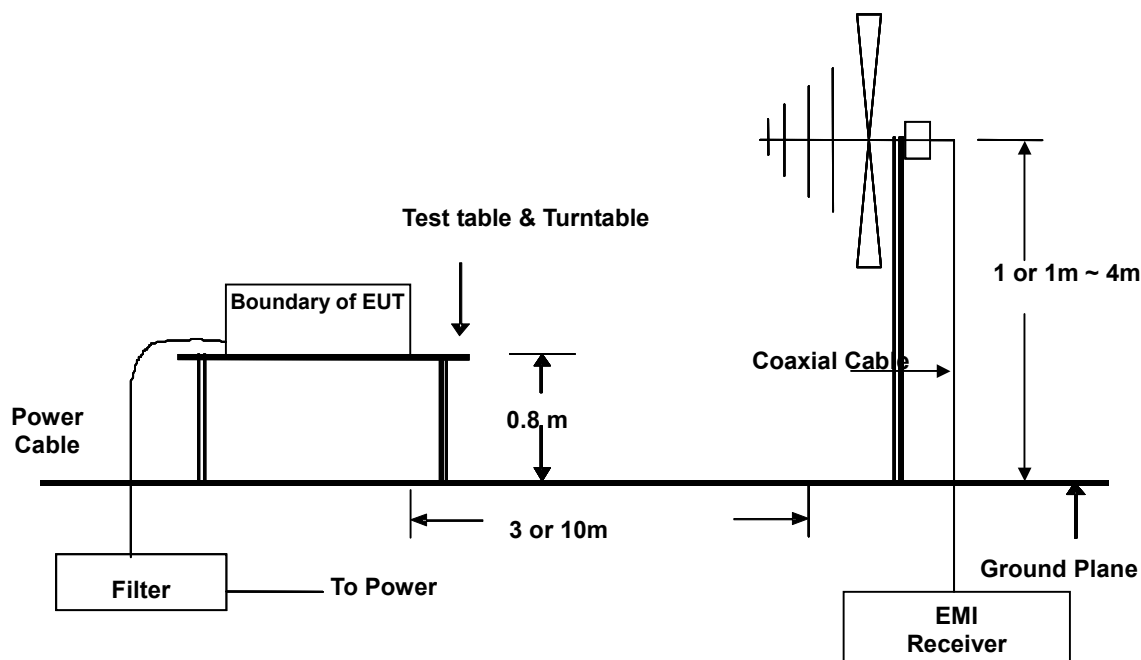 Test table & Turntable
1 or 1m ~ 4m
Boundary of EUT
Coaxial Cable
Power
Cable
0.8 m
3 or 10m
Ground Plane
Filter
To Power
EMI
Receiver